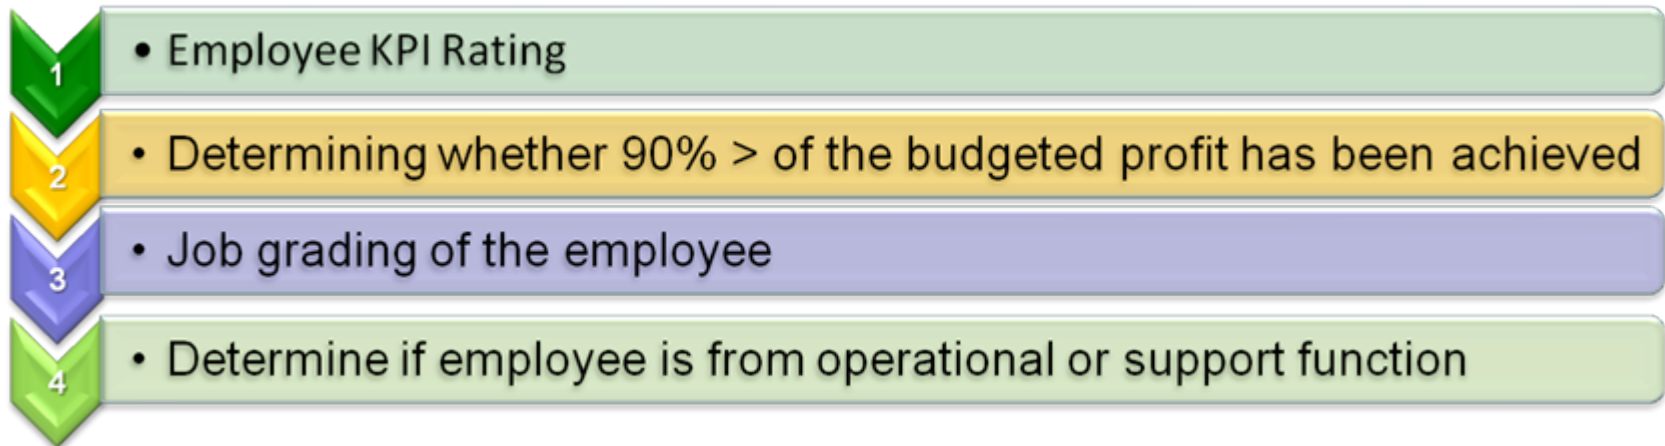 1 • Employee KPI Rating
2 • Determining whether 90% > of the budgeted profit has been achieved
3 • Job grading of the employee
4 • Determine if employee is from operational or support function